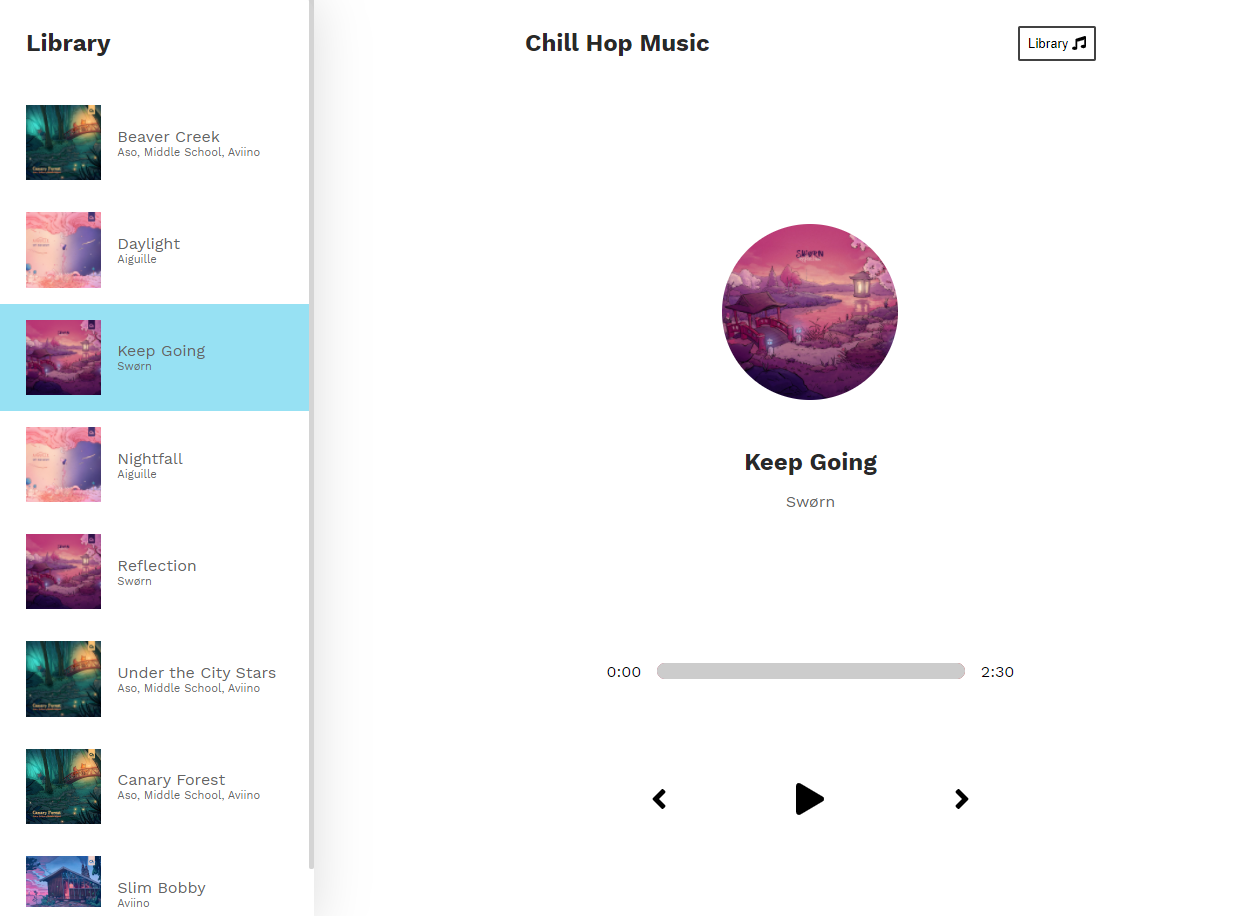 Library
Beaver Creek
Aso, Middle School, Aviino
Daylight
Aiguille
Keep Going
Swørn
Nightfall
Aiguille
Reflection
Swørn
Under the City Stars
Aso, Middle School, Aviino
Canary Forest
Aso, Middle School, Aviino
Slim Bobby
Aviino
Chill Hop Music
Library
SWØRN
Keep Going
Swørn
0:00
2:30